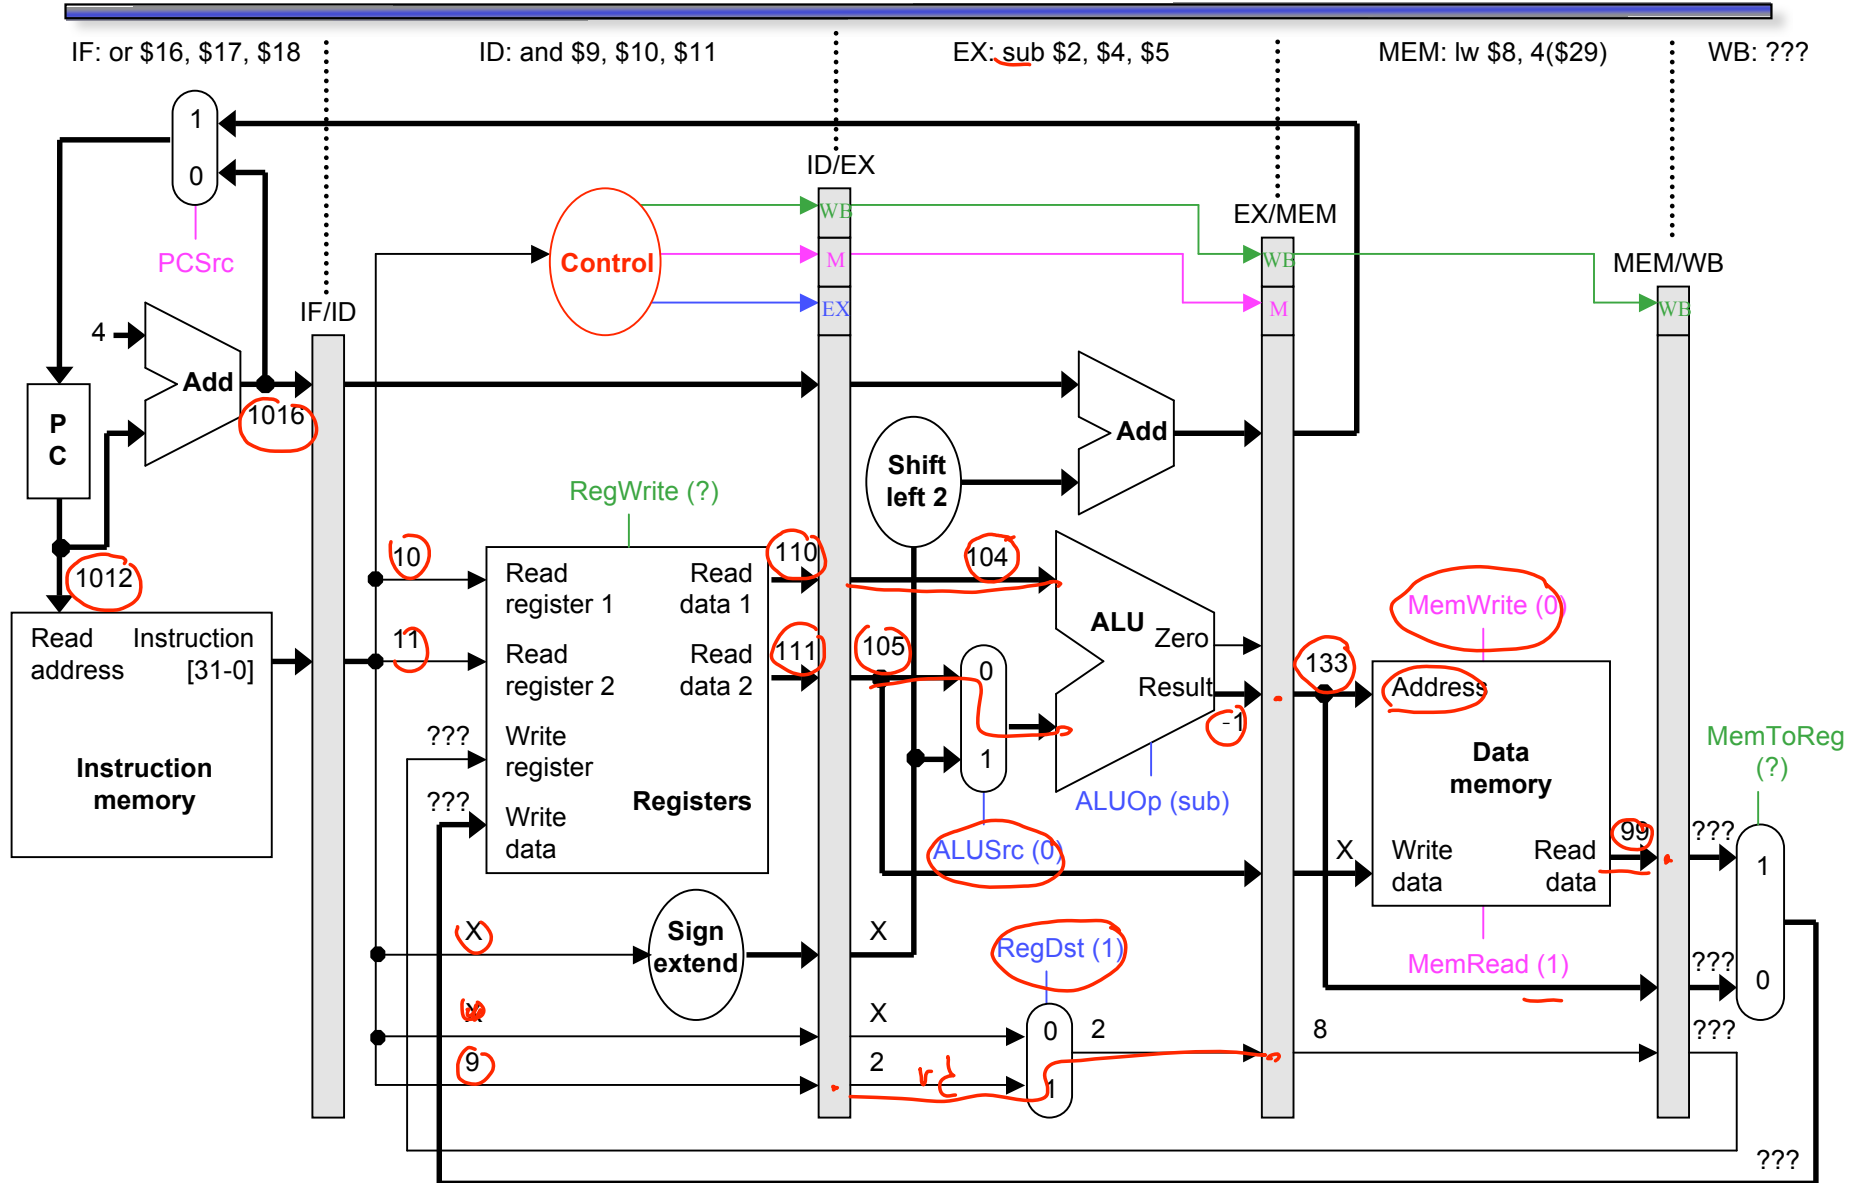 IF: or $16, $17, $18
ID: and $9, $10, $11
EX: sub $2, $4, $5
MEM: lw $8, 4($29)
WB: ???
1
0
PCSrc
4
Add
1016
P
C
1012
IF/ID
ID/EX
EX/MEM
MEM/WB
Control
WB
M
EX
WB
M
WB
Add
Shift
left 2
RegWrite (?)
10
11
???
???
Read
register 1
Read
data 1
Read
register 2
Read
data 2
Write
register
Write
data
Registers
110
111
104
105
0
1
ALU
Zero
Result
-1
ALUOp (sub)
ALUSrc (0)
133
MemWrite (0)
Address
Data
memory
Write
data
Read
data
X
99
MemRead (1)
MemToReg
(?)
???
1
???
0
???
???
Read
address
Instruction
[31-0]
Instruction
memory
X
Sign
extend
X
RegDst (1)
X
X
0
2
8
9
2
rd
1